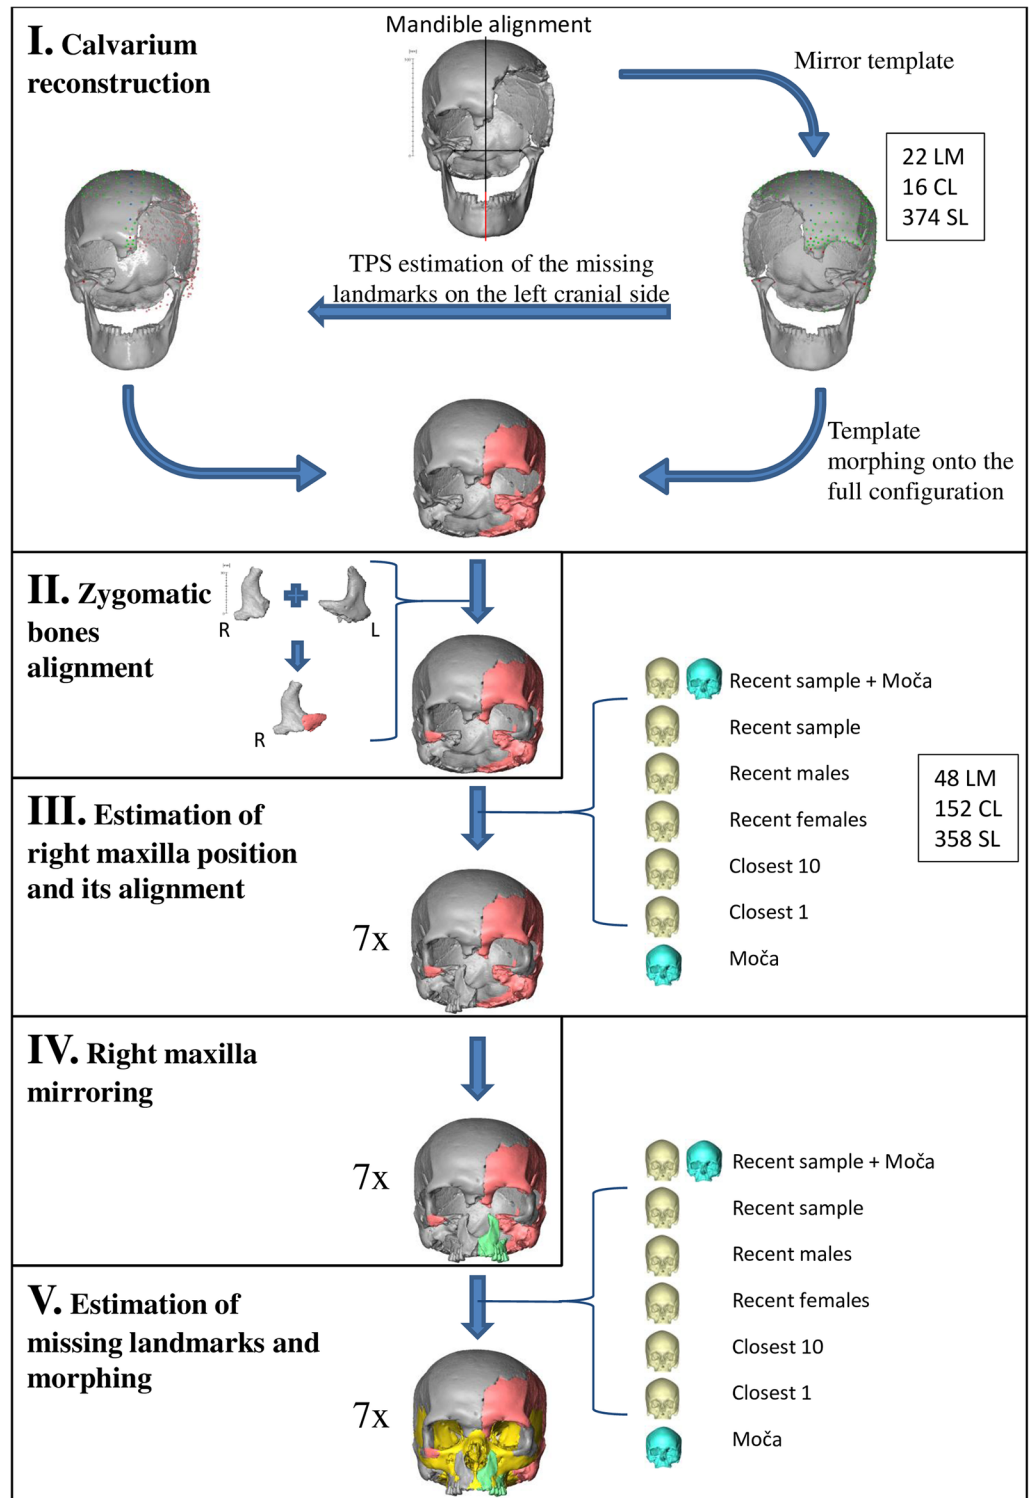 I. Calvarium
reconstruction
Mandible alignment
Mirror template
22 LM
16 CL
374 SL
TPS estimation of the missing
landmarks on the left cranial side
Template
morphing onto the
full configuration
II. Zygomatic
bones
alignment
R
L
R
III. Estimation of
right maxilla position
and its alignment
7x
Recent sample + Moča
Recent sample
Recent males
Recent females
Closest 10
Closest 1
Moča
48 LM
152 CL
358 SL
IV. Right maxilla
mirroring
7x
V. Estimation of
missing landmarks and
morphing
7x
Recent sample + Moča
Recent sample
Recent males
Recent females
Closest 10
Closest 1
Moča